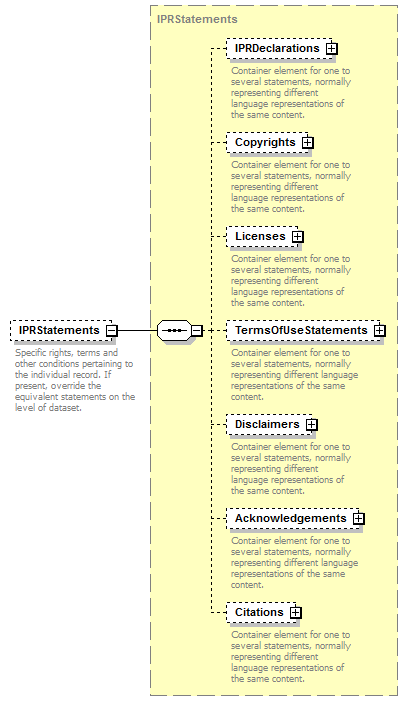 IPRStatements
IPRDeclarations
Container element for one to
several statements, normally
representing different
language representations of
the same content.
Copyrights
Container element for one to
several statements, normally
representing different
language representations of
the same content.
Licenses
Container element for one to
several statements, normally
representing different
language representations of
the same content.
IPRStatements
Specific rights, terms and
other conditions pertaining to
the individual record. If
present, override the
equivalent statements on the
level of dataset.
TermsOfUseStatements
Container element for one to
several statements, normally
representing different language
representations of the same
content.
Disclaimers
Container element for one to
several statements, normally
representing different
language representations of
the same content.
Acknowledgements
Container element for one to
several statements, normally
representing different language
representations of the same
content.
Citations
Container element for one to
several statements, normally
representing different
language representations of
the same content.